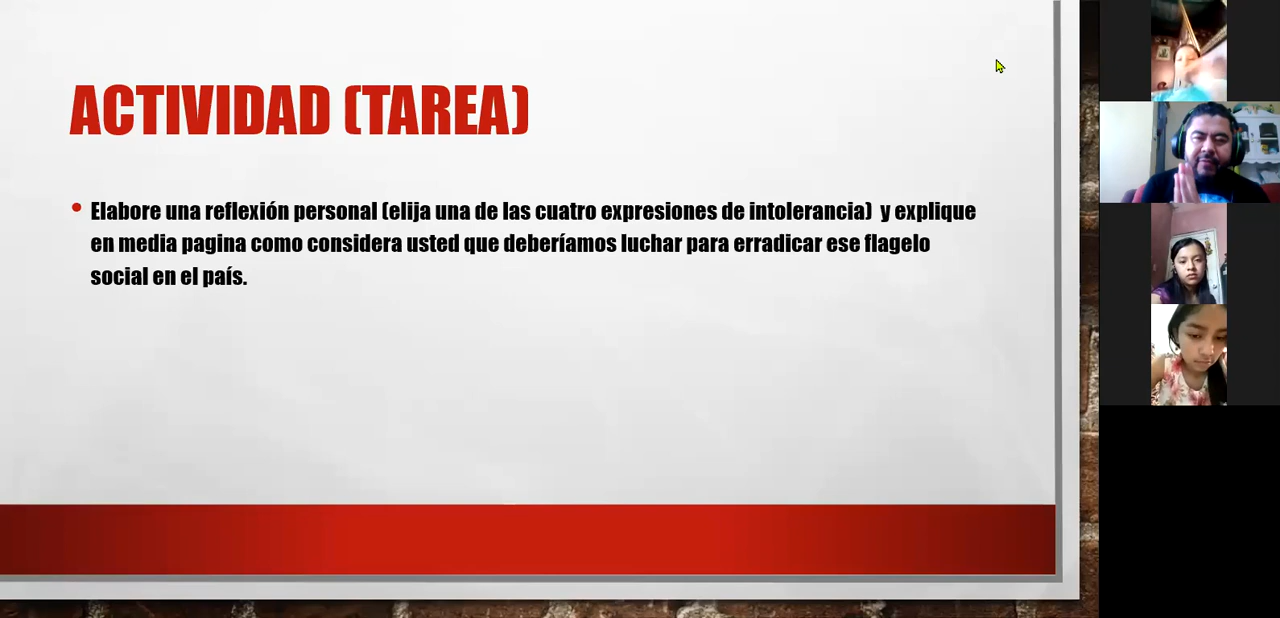 ACTIVIDAD (TAREA)
Elabore una reflexión personal (elija una de las cuatro expresiones de intolerancia) y explique
en media pagina como considera usted que deberíamos luchar para erradicar ese flagelo
social en el país.